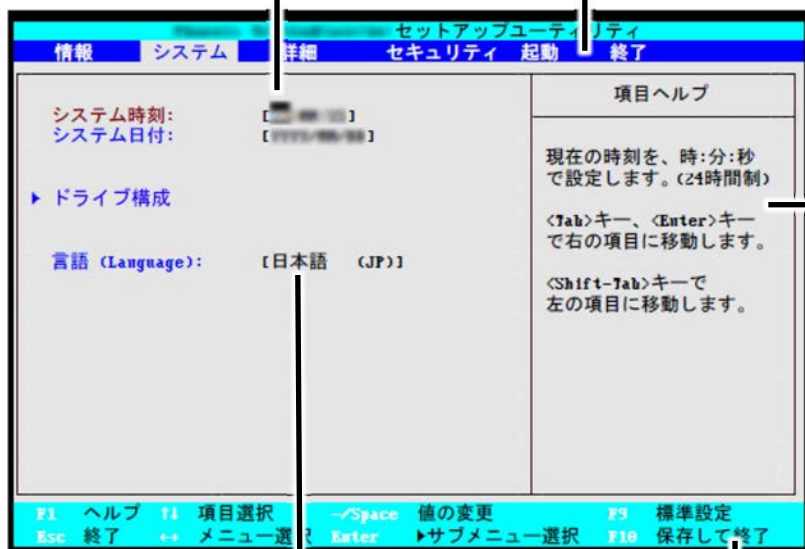 セットアップユーティリティ
情報 システム 詳細 セキュリティ 起動 終了
システム時刻:
システム日付:
▶ ドライブ構成
言語 (Language): [日本語 (JP)]
項目ヘルプ
現在の時刻を、時:分:秒
で設定します。(24時間制)
<Tab>キー、<Enter>キー
で右の項目に移動します。
<Shift-Tab>キーで
左の項目に移動します。
F1 ヘルプ ↑↓ 項目選択 -/Space 値の変更 F9 標準設定
Esc 終了 ↔ メニュー選択 Enter ▶サブメニュー選択 F10 保存して終了